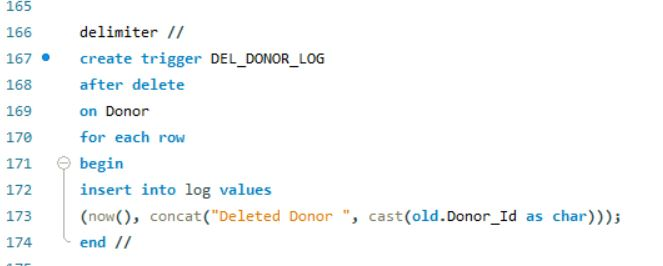 165
166 delimiter //
167 create trigger DEL_DONOR_LOG
168 after delete
169 on Donor
170 for each row
171 begin
172 insert into log values
173 (now(), concat("Deleted Donor ", cast(old.Donor_Id as char)));
174 end //